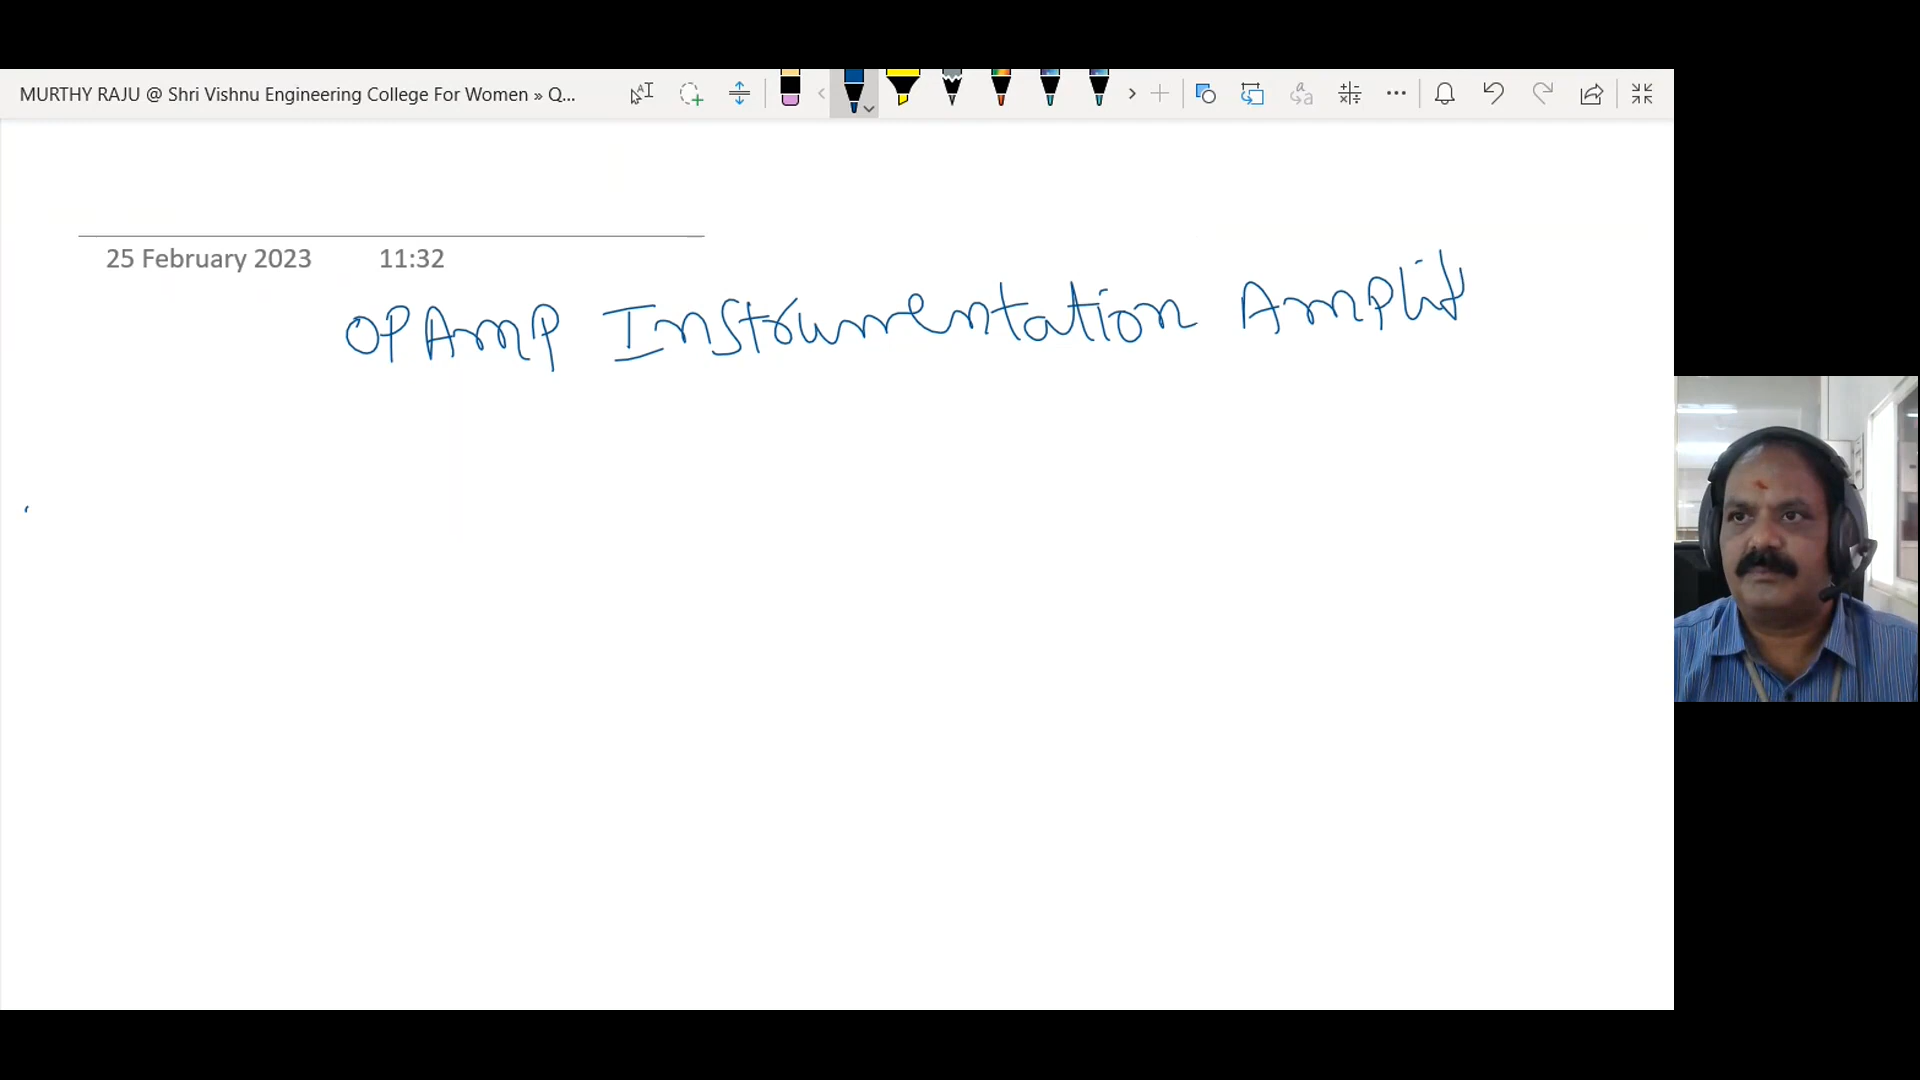 MURTHY RAJU @ Shri Vishnu Engineering College For Women » Q...
25 February 2023 11:32
OPAmp Instrumentation Amplif